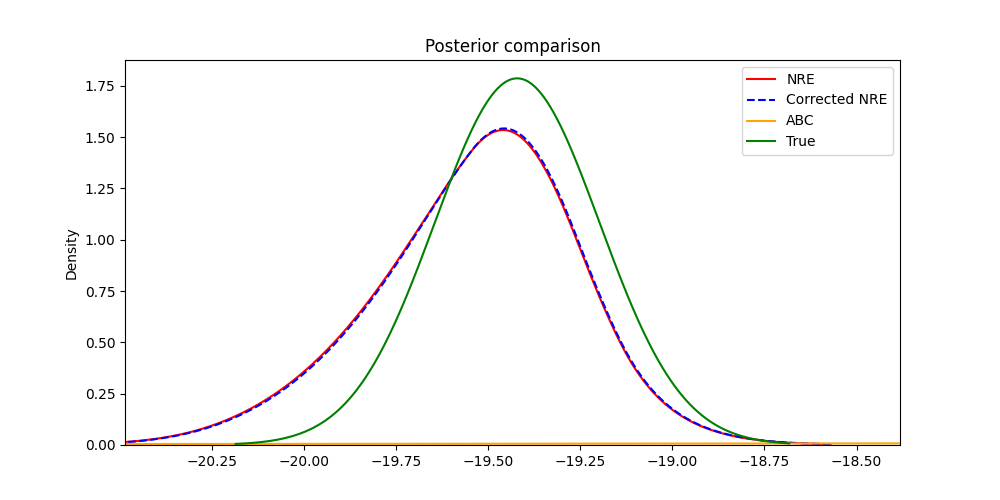 Posterior comparison
NRE
Corrected NRE
ABC
True
Density
1.75
1.50
1.25
1.00
0.75
0.50
0.25
0.00
−20.25 −20.00 −19.75 −19.50 −19.25 −19.00 −18.75 −18.50